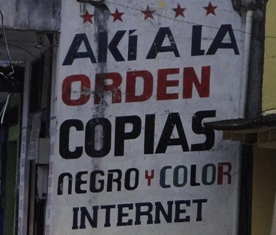 AKÍ A LA
ORDEN
COPIAS
NEGRO Y COLOR
INTERNET